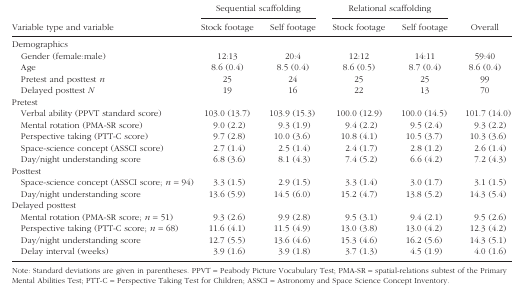 Sequential scaffolding Relational scaffolding
Variable type and variable Stock footage Self footage Stock footage Self footage Overall
Demographics
Gender (female:male) 12:13 20:4 12:12 14:11 59:40
Age 8.6 (0.4) 8.5 (0.4) 8.6 (0.5) 8.7 (0.4) 8.6 (0.4)
Pretest and posttest n 25 24 25 25 99
Delayed posttest N 19 16 22 13 70
Pretest
Verbal ability (PPVT standard score) 103.0 (13.7) 103.9 (15.3) 100.0 (12.9) 100.0 (14.5) 101.7 (14.0)
Mental rotation (PMA-SR score) 9.0 (2.2) 9.3 (1.9) 9.4 (2.2) 9.5 (2.4) 9.3 (2.2)
Perspective taking (PTT-C score) 9.7 (2.8) 10.0 (3.6) 10.8 (4.1) 10.5 (3.7) 10.3 (3.6)
Space-science concept (ASSCI score) 2.7 (1.4) 2.5 (1.4) 2.4 (1.7) 2.8 (1.2) 2.6 (1.4)
Day/night understanding score 6.8 (3.6) 8.1 (4.3) 7.4 (5.2) 6.6 (4.2) 7.2 (4.3)
Posttest
Space-science concept (ASSCI score; n = 94) 3.3 (1.5) 2.9 (1.5) 3.3 (1.4) 3.0 (1.7) 3.1 (1.5)
Day/night understanding score 13.6 (5.9) 14.5 (6.0) 15.2 (4.7) 13.8 (5.2) 14.3 (5.4)
Delayed posttest
Mental rotation (PMA-SR score; n = 51) 9.3 (2.6) 9.9 (2.8) 9.5 (3.1) 9.4 (2.1) 9.5 (2.6)
Perspective taking (PTT-C score; n = 68) 11.6 (4.1) 11.5 (4.9) 13.0 (3.8) 13.0 (4.2) 12.3 (4.2)
Day/night understanding score 12.7 (5.5) 13.6 (4.6) 15.3 (4.6) 16.2 (5.6) 14.3 (5.1)
Delay interval (weeks) 3.9 (1.6) 3.9 (1.8) 3.7 (1.3) 4.5 (1.9) 4.0 (1.6)
Note: Standard deviations are given in parentheses. PPVT = Peabody Picture Vocabulary Test; PMA-SR = spatial-relations subtest of the Primary
Mental Abilities Test; PTT-C = Perspective Taking Test for Children; ASSCI = Astronomy and Space Science Concept Inventory.